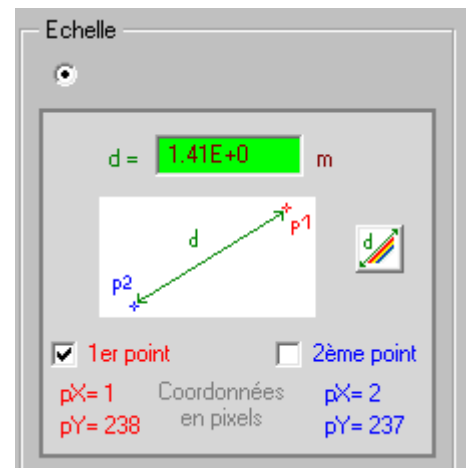 Echelle
d = 1.41E+0 m
p1
d
d
p2
1er point 2ème point
pX= 1 Coordonnées pX= 2
pY= 238 en pixels pY= 237